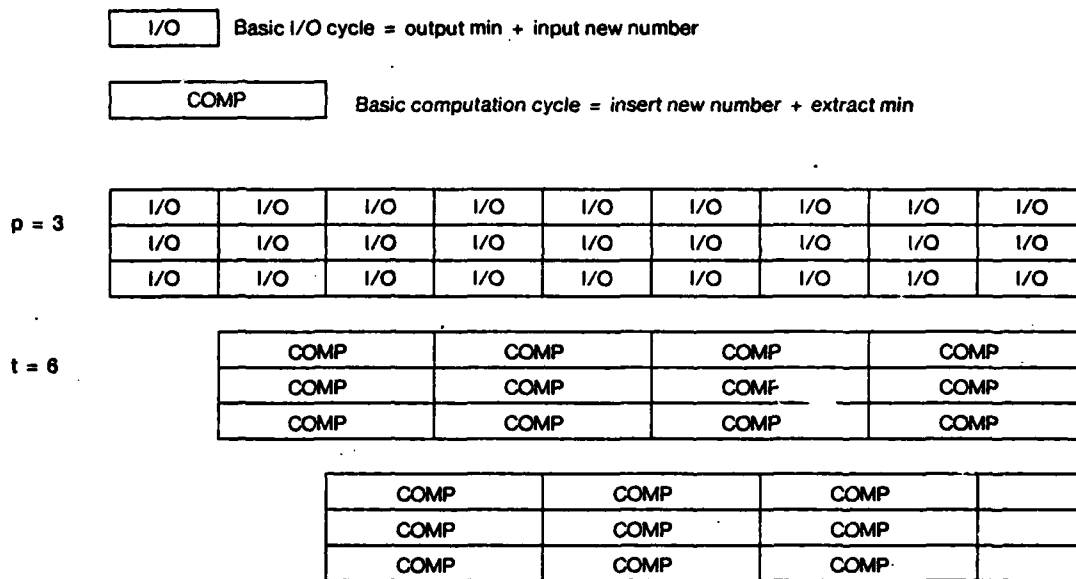 I/O Basic I/O cycle = output min + input new number
COMP Basic computation cycle = insert new number + extract min
p = 3
I/O I/O I/O I/O I/O I/O I/O I/O I/O
I/O I/O I/O I/O I/O I/O I/O I/O I/O
I/O I/O I/O I/O I/O I/O I/O I/O I/O
t = 6
COMP COMP COMP COMP
COMP COMP COMP COMP
COMP COMP COMP COMP
COMP COMP COMP
COMP COMP COMP
COMP COMP COMP